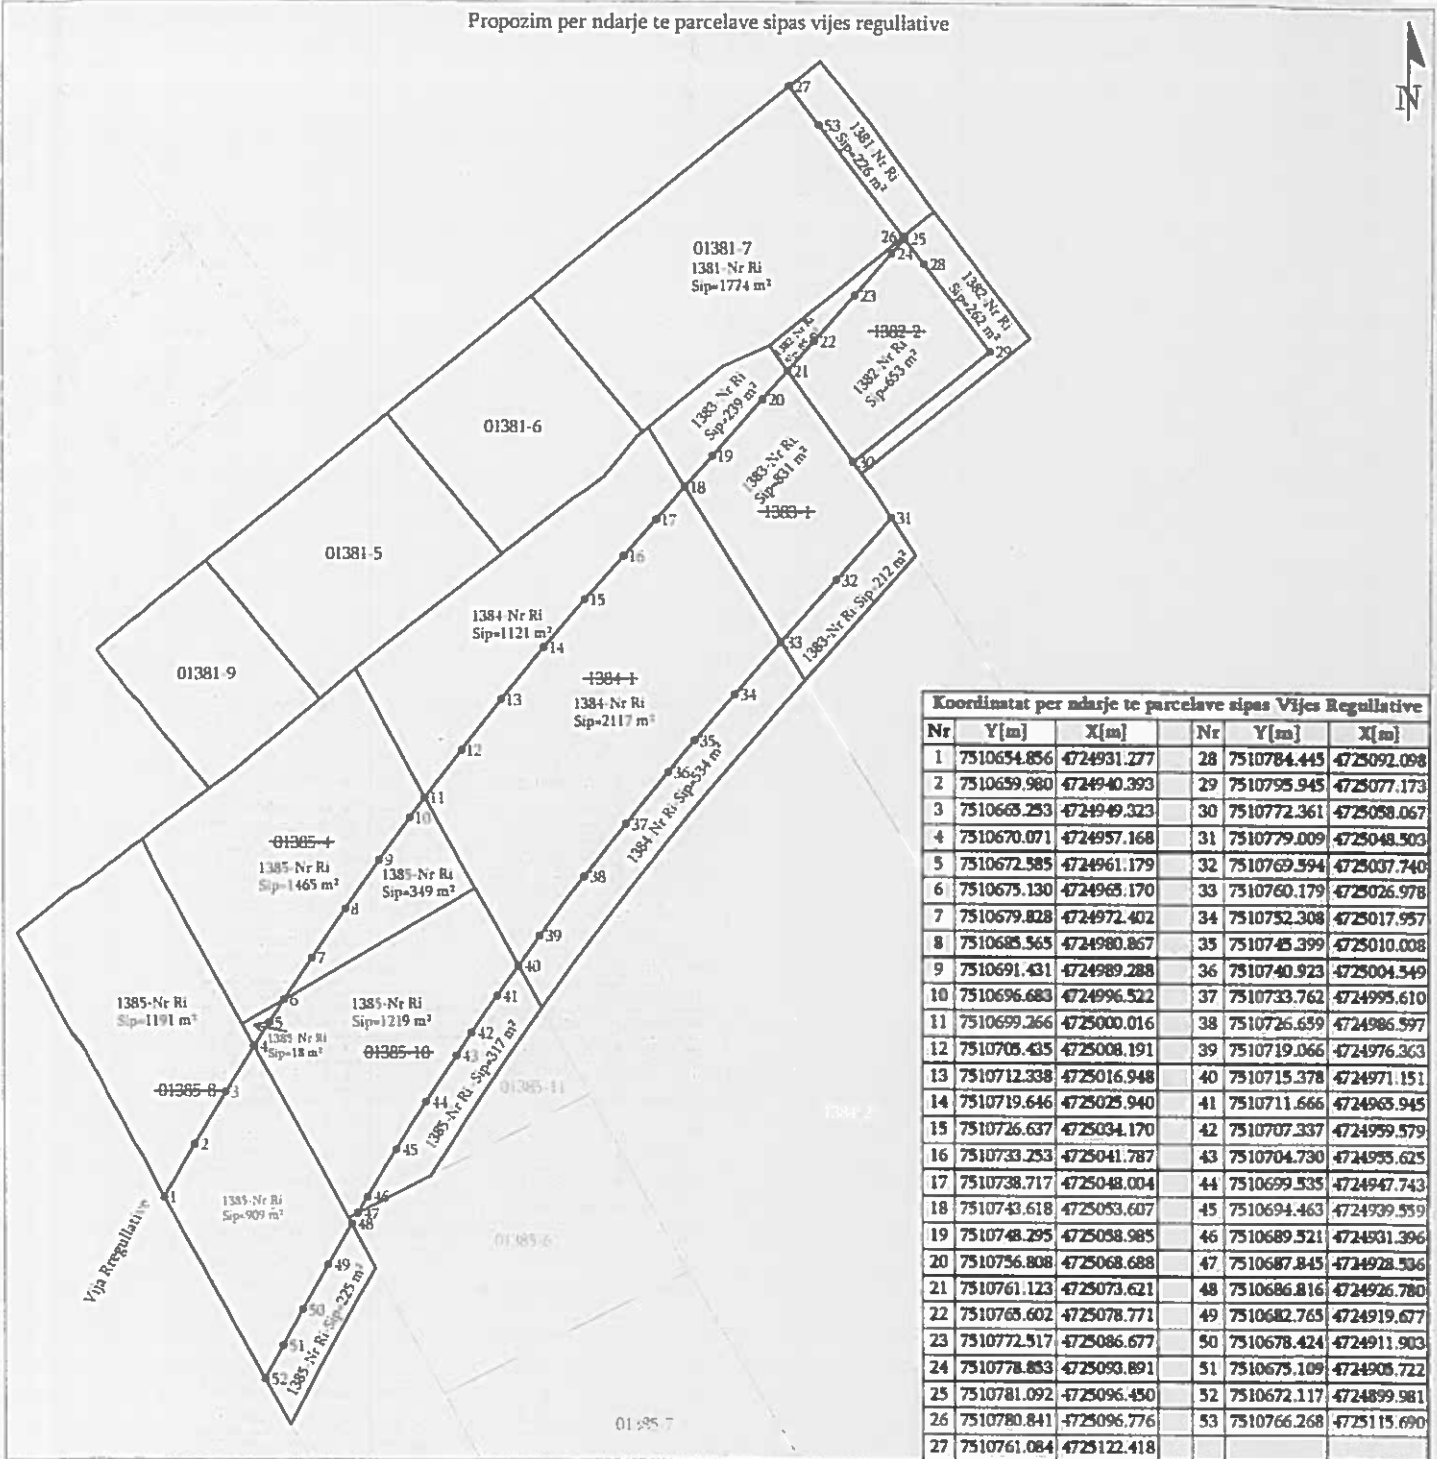 Propozim per ndarje te parcelave sipas vijes regullative
N
27
53
1381-Nr Ri
Sip=226 m²
26
25
24
28
01381-7
1381-Nr Ri
Sip=1774 m²
1382-Nr Ri
Sip=262 m²
23
1382-2
1382-Nr Ri
Sip=653 m²
29
22
1382-Nr Ri
21
20
1383-Nr Ri
Sip=239 m²
01381-6
19
1383-Nr Ri
Sip=831 m²
1383-1
30
18
31
17
01381-5
16
32
15
1383-Nr Ri-Sip=212 m²
1384-Nr Ri
Sip=1121 m²
14
33
01381-9
1384-1
1384-Nr Ri
Sip=2117 m²
13
34
12
35
36
1384-Nr Ri-Sip=534 m²
11
10
37
01385-4
1385-Nr Ri
Sip=1465 m²
9
1385-Nr Ri
Sip=349 m²
38
8
39
7
40
6
41
1385-Nr Ri
Sip=1191 m²
5
1385-Nr Ri
Sip=1219 m²
01385-10
4
1385 Nr Ri
Sip=18 m²
42
43
1385-Nr Ri-Sip=317 m²
01385-11
01385-8
3
44
1384-2
2
45
1
1385-Nr Ri
Sip=909 m²
46
47
48
01385-6
Vija Rregullative
49
50
1385-Nr Ri-Sip=225 m²
51
52
01385-7
Koordinatat per ndarje te parcelave sipas Vijes Regullative
Nr Y[m] X[m] Nr Y[m] X[m]
1 7510654.856 4724931.277 28 7510784.445 4725092.098
2 7510659.980 4724940.393 29 7510795.945 4725077.173
3 7510665.253 4724949.323 30 7510772.361 4725058.067
4 7510670.071 4724957.168 31 7510779.009 4725048.503
5 7510672.585 4724961.179 32 7510769.594 4725037.740
6 7510675.130 4724965.170 33 7510760.179 4725026.978
7 7510679.828 4724972.402 34 7510752.308 4725017.957
8 7510685.565 4724980.867 35 7510745.399 4725010.008
9 7510691.431 4724989.288 36 7510740.923 4725004.549
10 7510696.683 4724996.522 37 7510733.762 4724995.610
11 7510699.266 4725000.016 38 7510726.659 4724986.597
12 7510705.435 4725008.191 39 7510719.066 4724976.363
13 7510712.338 4725016.948 40 7510715.378 4724971.151
14 7510719.646 4725025.940 41 7510711.666 4724965.945
15 7510726.637 4725034.170 42 7510707.337 4724959.579
16 7510733.253 4725041.787 43 7510704.730 4724955.625
17 7510738.717 4725048.004 44 7510699.535 4724947.743
18 7510743.618 4725053.607 45 7510694.463 4724939.559
19 7510748.295 4725058.985 46 7510689.521 4724931.396
20 7510756.808 4725068.688 47 7510687.845 4724928.536
21 7510761.123 4725073.621 48 7510686.816 4724926.780
22 7510765.602 4725078.771 49 7510682.765 4724919.677
23 7510772.517 4725086.677 50 7510678.424 4724911.903
24 7510778.853 4725093.891 51 7510675.109 4724905.722
25 7510781.092 4725096.450 52 7510672.117 4724899.981
26 7510780.841 4725096.776 53 7510766.268 4725115.690
27 7510761.084 4725122.418